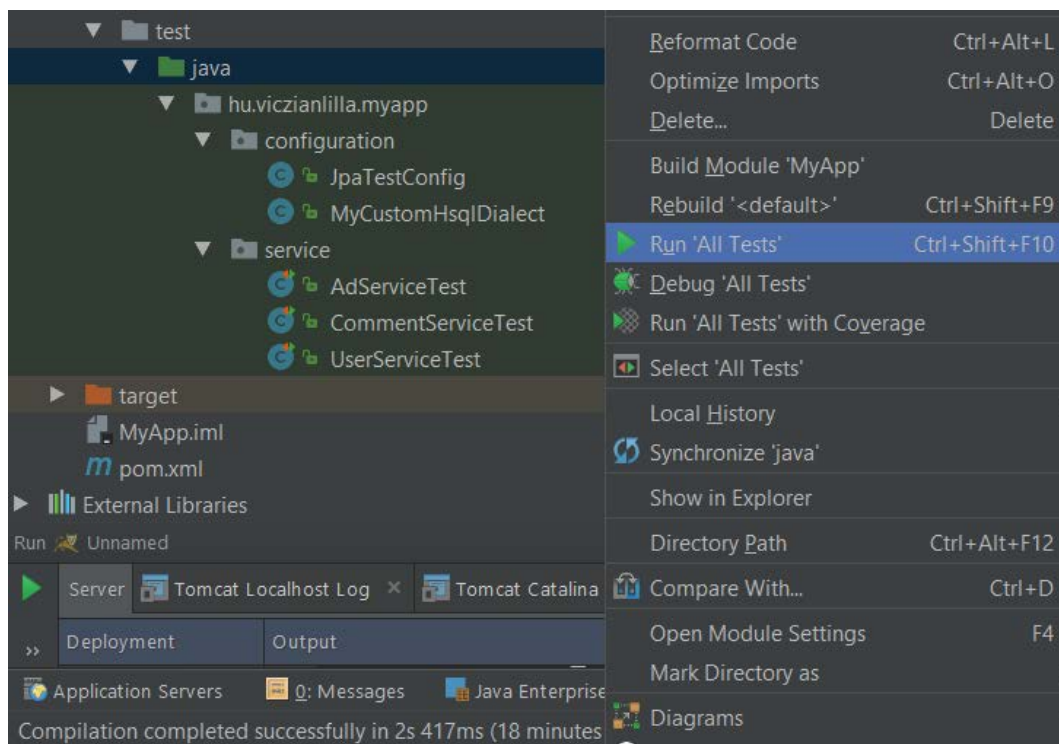 test
java
hu.viczianlilla.myapp
configuration
JpaTestConfig
MyCustomHsqlDialect
service
AdServiceTest
CommentServiceTest
UserServiceTest
target
MyApp.iml
pom.xml
External Libraries
Run Unnamed
Server Tomcat Localhost Log × Tomcat Catalina
Deployment Output
Application Servers 0: Messages Java Enterprise
Compilation completed successfully in 2s 417ms (18 minutes
Reformat Code Ctrl+Alt+L
Optimize Imports Ctrl+Alt+O
Delete... Delete
Build Module 'MyApp'
Rebuild '<default>' Ctrl+Shift+F9
Run 'All Tests' Ctrl+Shift+F10
Debug 'All Tests'
Run 'All Tests' with Coverage
Select 'All Tests'
Local History
Synchronize 'java'
Show in Explorer
Directory Path Ctrl+Alt+F12
Compare With... Ctrl+D
Open Module Settings F4
Mark Directory as
Diagrams